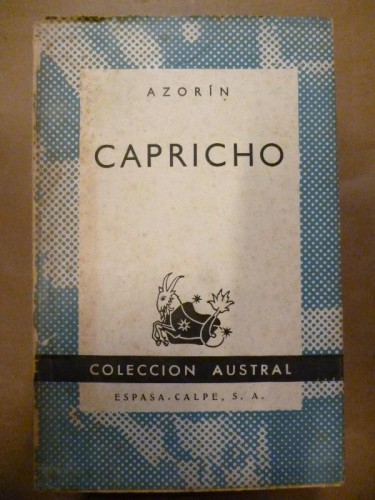 AZORÍN
CAPRICHO
COLECCION AUSTRAL
ESPASA-CALPE, S. A.